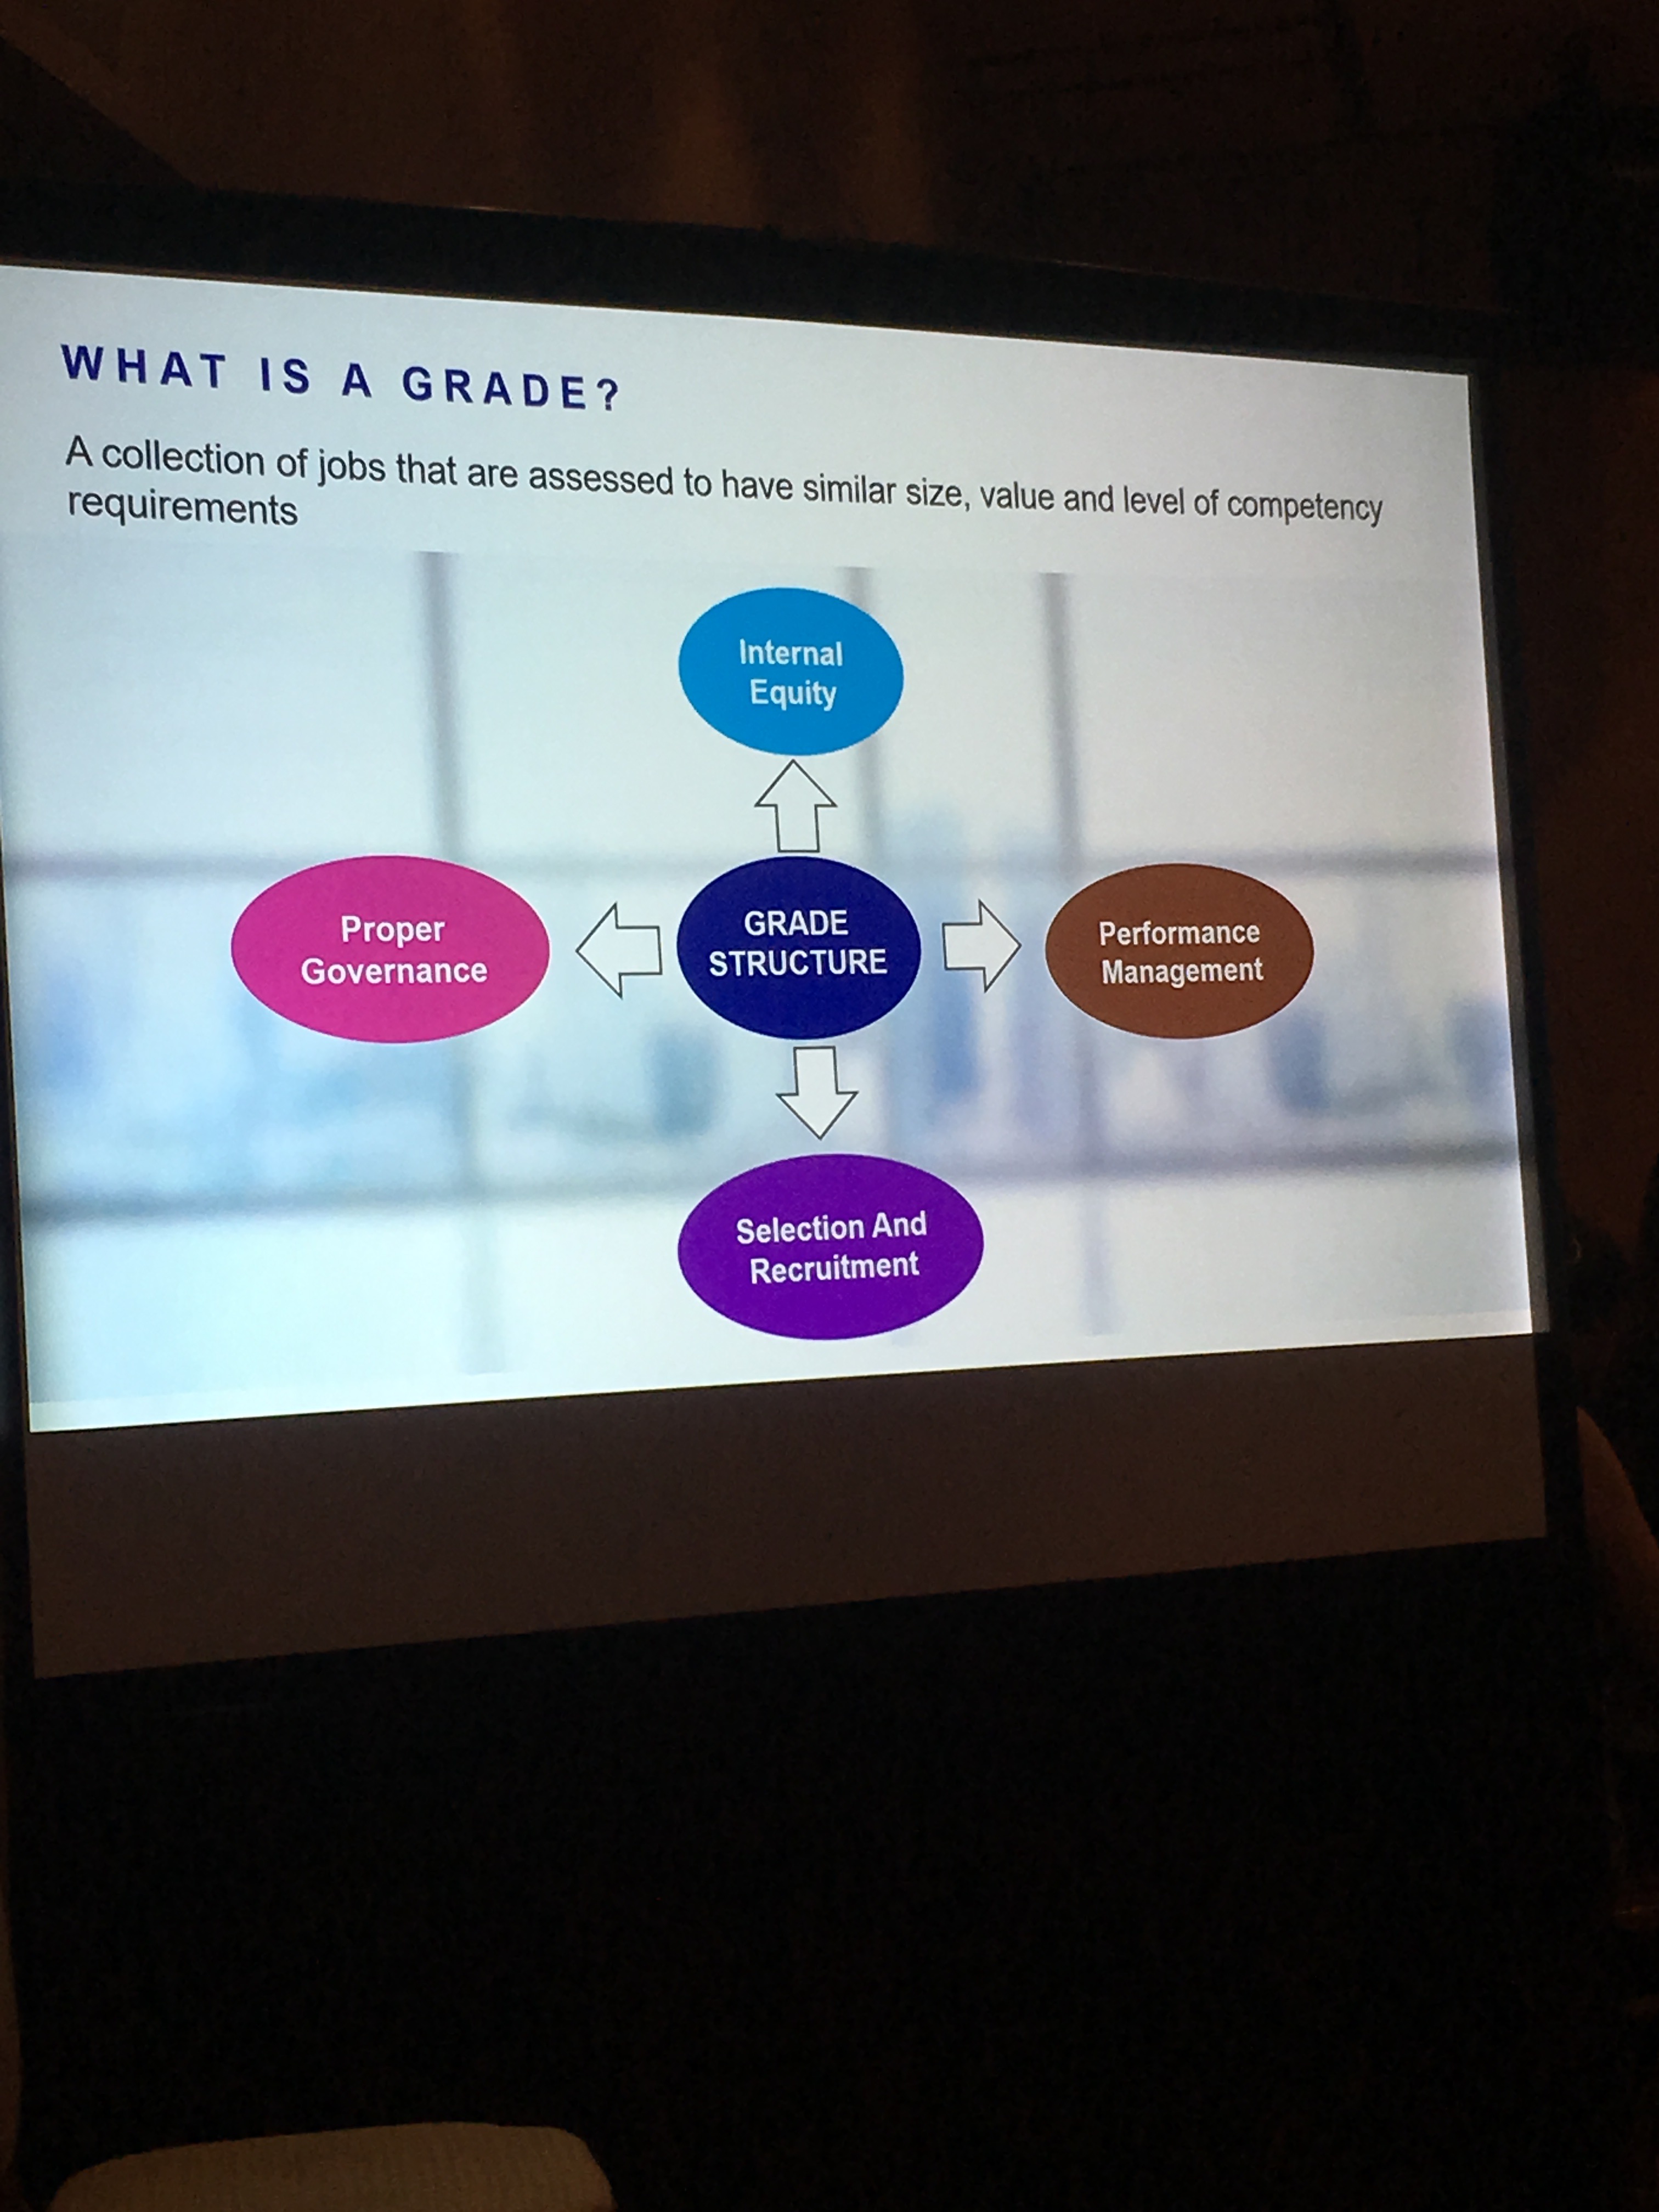 WHAT IS A GRADE?
A collection of jobs that are assessed to have similar size, value and level of competency
requirements
Internal
Equity
Proper
Governance
GRADE
STRUCTURE
Performance
Management
Selection And
Recruitment